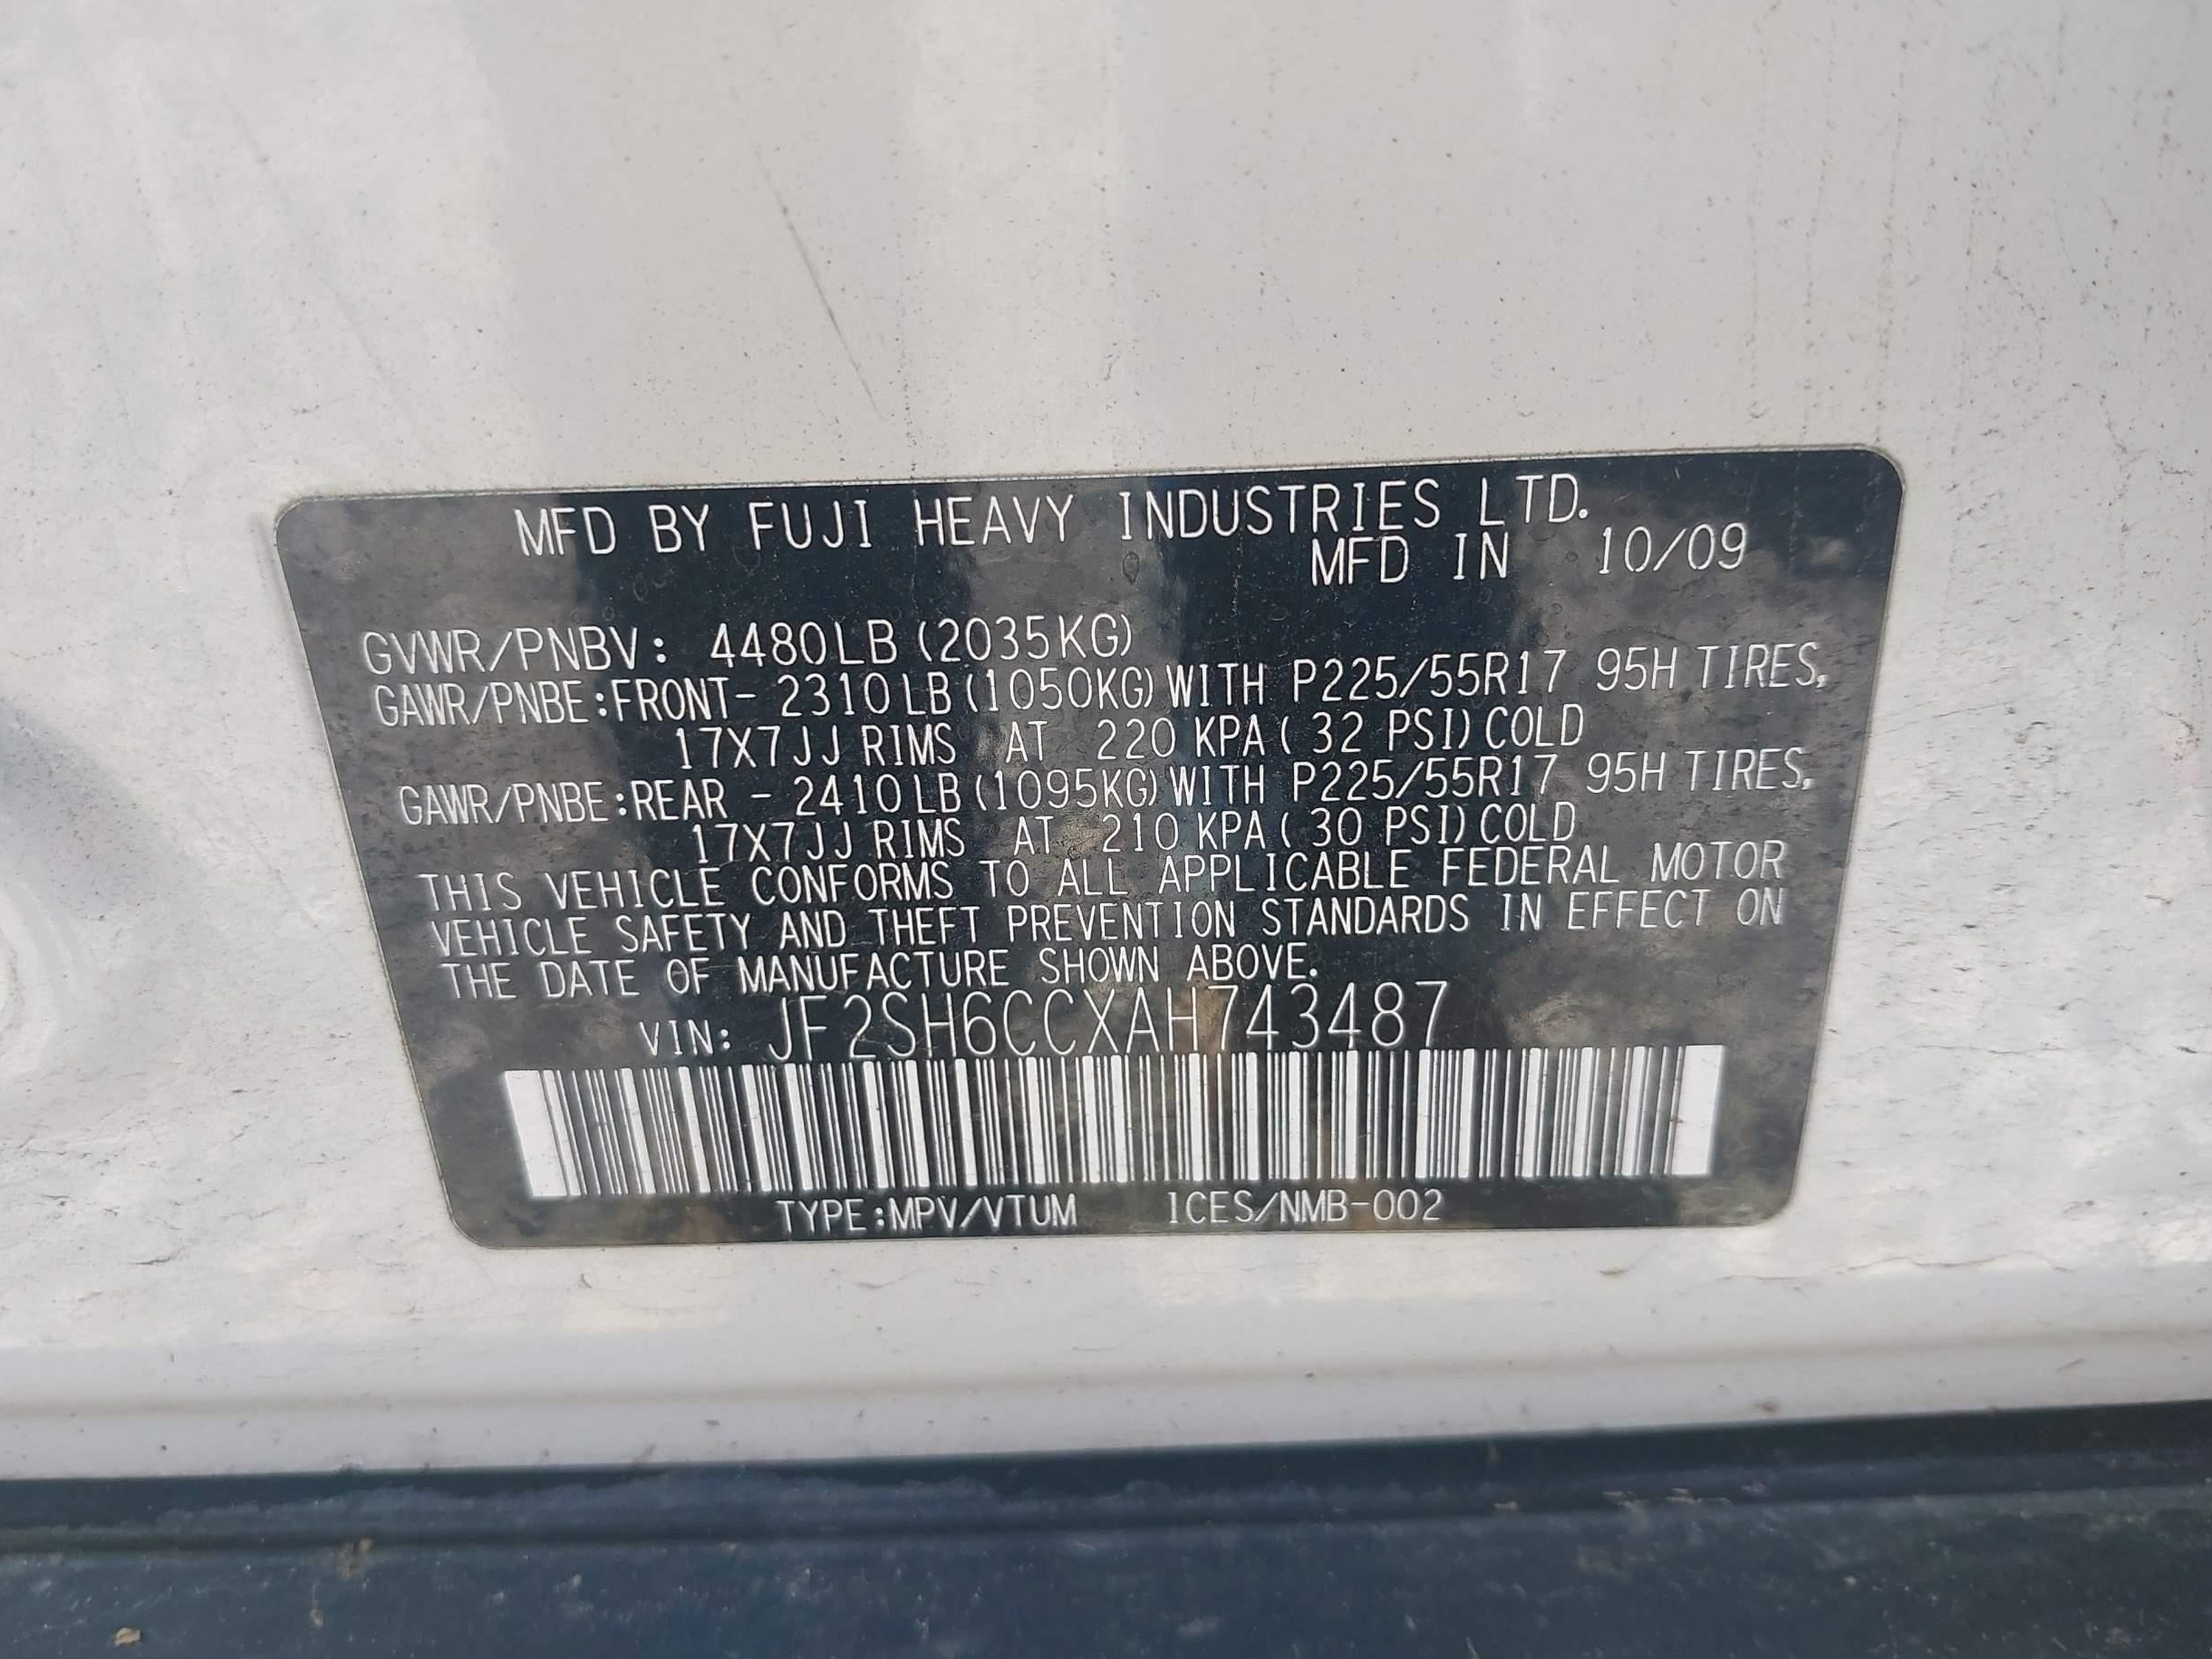 MFD BY FUJI HEAVY INDUSTRIES LTD.
MFD IN 10/09
GVWR/PNBV: 4480LB (2035KG)
GAWR/PNBE:FRONT- 2310LB (1050KG) WITH P225/55R17 95H TIRES,
17X7JJ RIMS AT 220 KPA ( 32 PSI) COLD
GAWR/PNBE:REAR - 2410LB (1095KG) WITH P225/55R17 95H TIRES,
17X7JJ RIMS AT 210 KPA ( 30 PSI) COLD
THIS VEHICLE CONFORMS TO ALL APPLICABLE FEDERAL MOTOR
VEHICLE SAFETY AND THEFT PREVENTION STANDARDS IN EFFECT ON
THE DATE OF MANUFACTURE SHOWN ABOVE.
VIN: JF2SH6CCXAH743487
TYPE:MPV/VTUM ICES/NMB-002